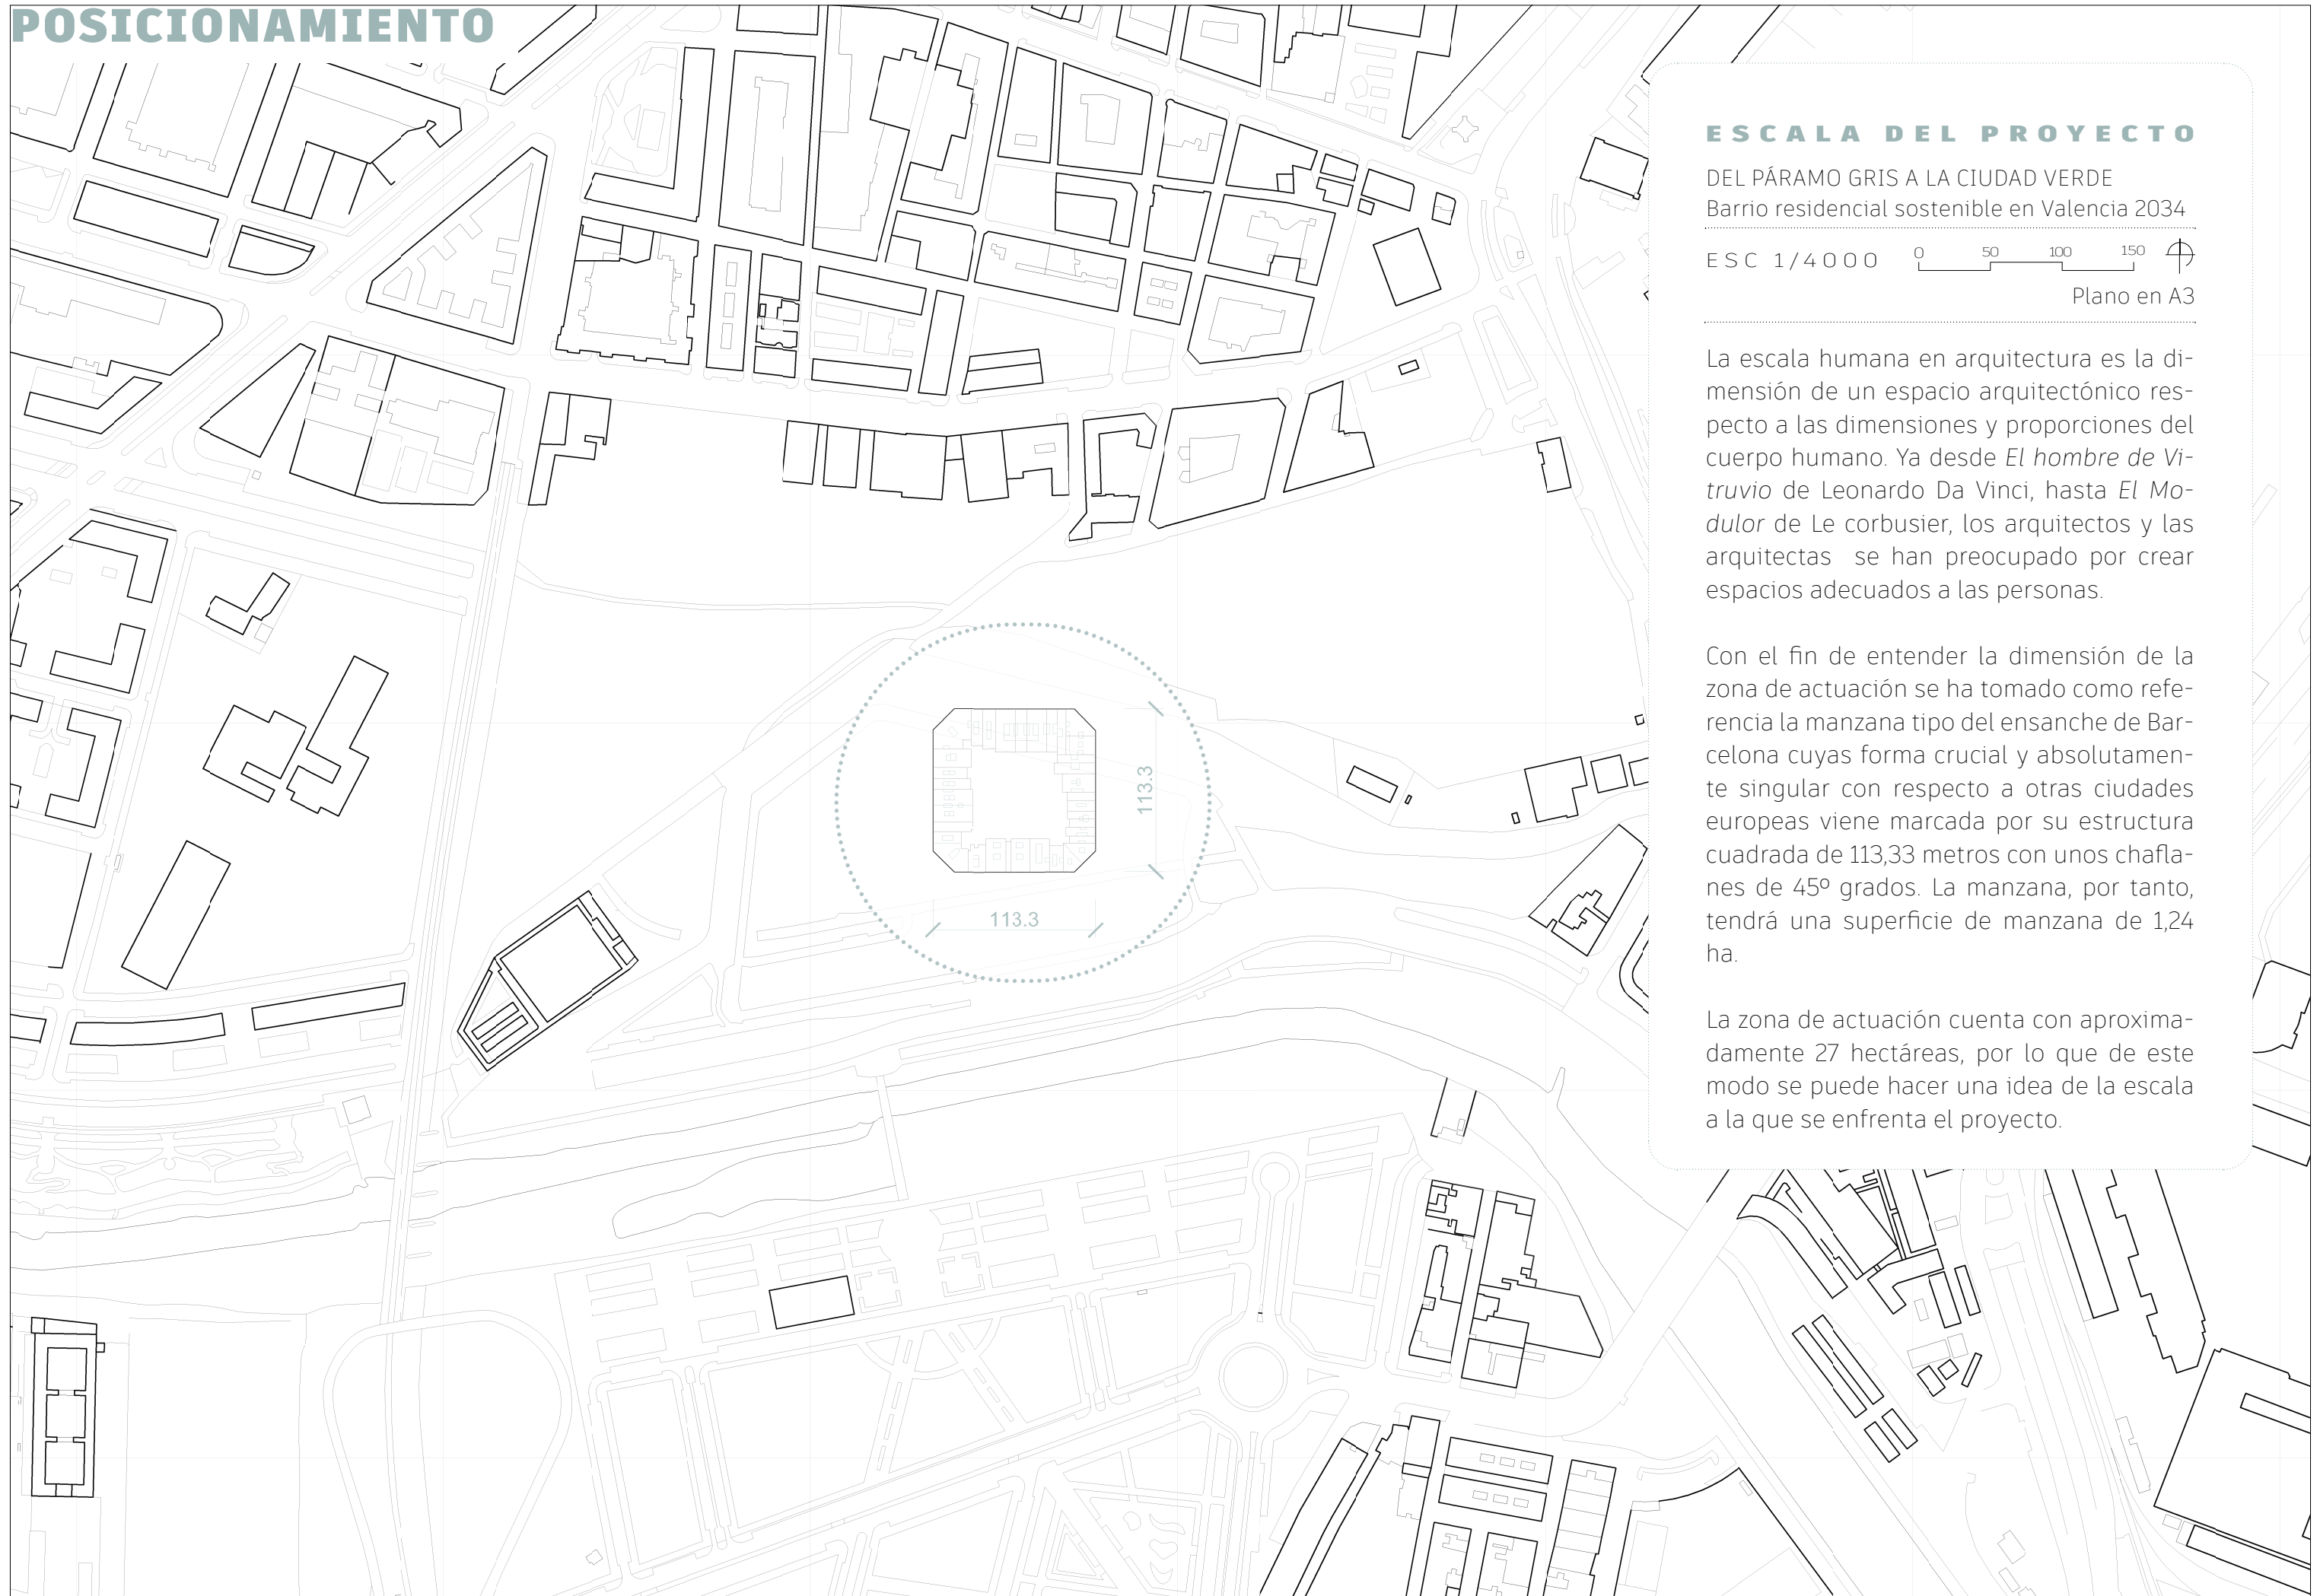 POSICIONAMIENTO
ESCALA DEL PROYECTO
DEL PÁRAMO GRIS A LA CIUDAD VERDE
Barrio residencial sostenible en Valencia 2034
ESC 1/4000
0 50 100 150
Plano en A3
La escala humana en arquitectura es la di-
mensión de un espacio arquitectónico res-
pecto a las dimensiones y proporciones del
cuerpo humano. Ya desde El hombre de Vi-
truvio de Leonardo Da Vinci, hasta El Mo-
dulor de Le corbusier, los arquitectos y las
arquitectas se han preocupado por crear
espacios adecuados a las personas.
Con el fin de entender la dimensión de la
zona de actuación se ha tomado como refe-
rencia la manzana tipo del ensanche de Bar-
celona cuyas forma crucial y absolutamen-
te singular con respecto a otras ciudades
europeas viene marcada por su estructura
cuadrada de 113,33 metros con unos chafla-
nes de 45º grados. La manzana, por tanto,
tendrá una superficie de manzana de 1,24
ha.
La zona de actuación cuenta con aproxima-
damente 27 hectáreas, por lo que de este
modo se puede hacer una idea de la escala
a la que se enfrenta el proyecto.
113.3
113.3